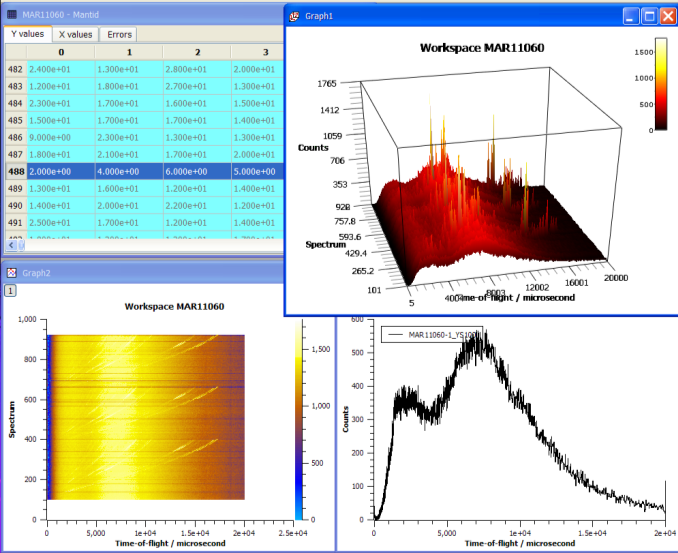 MAR11060 - Mantid
Y values X values Errors
0 1 2 3
482 2.400e+01 1.300e+01 2.800e+01 2.000e+01
483 1.200e+01 1.800e+01 2.700e+01 1.300e+01
484 2.300e+01 1.700e+01 1.600e+01 1.500e+01
485 1.500e+01 1.700e+01 1.700e+01 1.400e+01
486 9.000e+00 2.300e+01 1.300e+01 1.300e+01
487 1.800e+01 2.100e+01 1.700e+01 2.000e+01
488 2.000e+00 4.000e+00 6.000e+00 5.000e+00
489 1.300e+01 1.600e+01 1.200e+01 1.400e+01
490 1.400e+01 2.000e+01 2.200e+01 1.400e+01
491 2.500e+01 1.700e+01 1.200e+01 1.400e+01
Graph1
Workspace MAR11060
1765
1412
1059
706
353
Counts
928
757.8
593.6
429.4
265.2
101
Spectrum
5
4004
8003
12002
16001
20000
Time-of-flight / microsecond
1500
1000
500
0
Graph2
1
Workspace MAR11060
1,000
800
600
400
200
0
Spectrum
0 5,000 1e+04 1.5e+04 2e+04 2.5e+04
Time-of-flight / microsecond
1,500
1,000
500
0
600
500
400
300
200
100
0
Counts
0 5,000 1e+04 1.5e+04 2e+04
Time-of-flight / microsecond